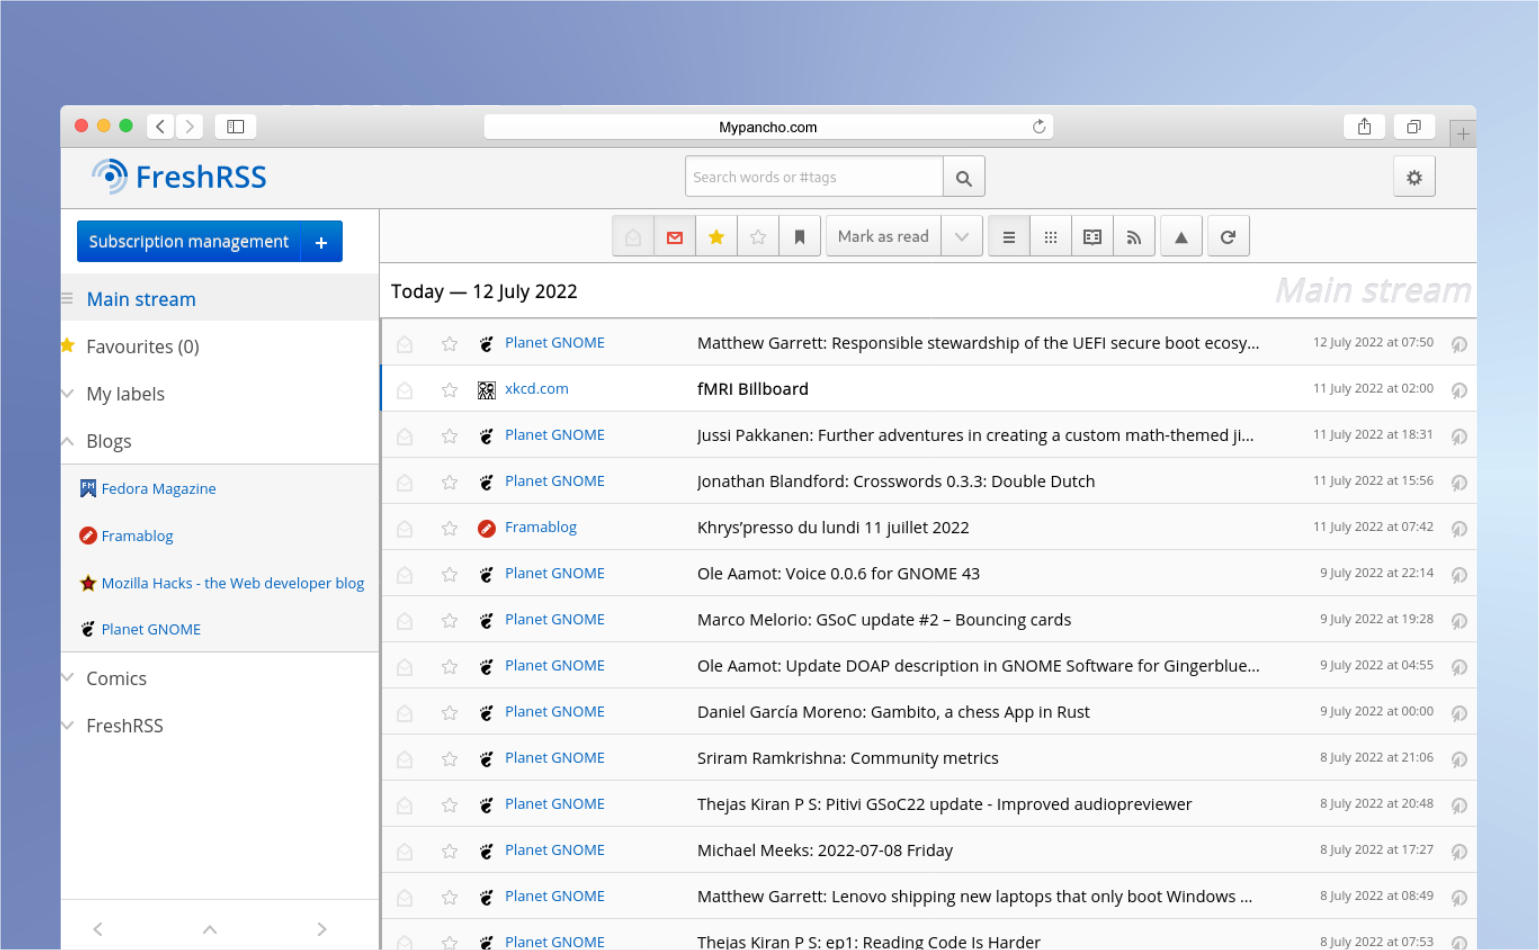 Mypancho.com
FreshRSS
Search words or #tags
Subscription management +
Mark as read
Main stream
Favourites (0)
My labels
Blogs
FM Fedora Magazine
Framablog
Mozilla Hacks - the Web developer blog
Planet GNOME
Comics
FreshRSS
Today — 12 July 2022 Main stream
Planet GNOME Matthew Garrett: Responsible stewardship of the UEFI secure boot ecosy... 12 July 2022 at 07:50
xkcd.com fMRI Billboard 11 July 2022 at 02:00
Planet GNOME Jussi Pakkanen: Further adventures in creating a custom math-themed ji... 11 July 2022 at 18:31
Planet GNOME Jonathan Blandford: Crosswords 0.3.3: Double Dutch 11 July 2022 at 15:56
Framablog Khrys’presso du lundi 11 juillet 2022 11 July 2022 at 07:42
Planet GNOME Ole Aamot: Voice 0.0.6 for GNOME 43 9 July 2022 at 22:14
Planet GNOME Marco Melorio: GSoC update #2 – Bouncing cards 9 July 2022 at 19:28
Planet GNOME Ole Aamot: Update DOAP description in GNOME Software for Gingerblue... 9 July 2022 at 04:55
Planet GNOME Daniel García Moreno: Gambito, a chess App in Rust 9 July 2022 at 00:00
Planet GNOME Sriram Ramkrishna: Community metrics 8 July 2022 at 21:06
Planet GNOME Thejas Kiran P S: Pitivi GSoC22 update - Improved audiopreviewer 8 July 2022 at 20:48
Planet GNOME Michael Meeks: 2022-07-08 Friday 8 July 2022 at 17:27
Planet GNOME Matthew Garrett: Lenovo shipping new laptops that only boot Windows ... 8 July 2022 at 08:49
Planet GNOME Thejas Kiran P S: ep1: Reading Code Is Harder 8 July 2022 at 07:53